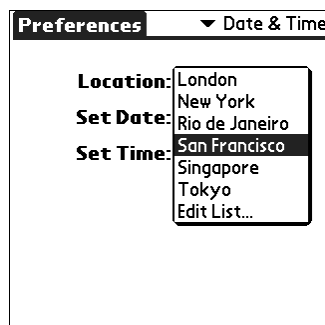 Preferences ▼ Date & Time
Location: London
New York
Set Date:
Rio de Janeiro
Set Time: San Francisco
Singapore
Tokyo
Edit List...